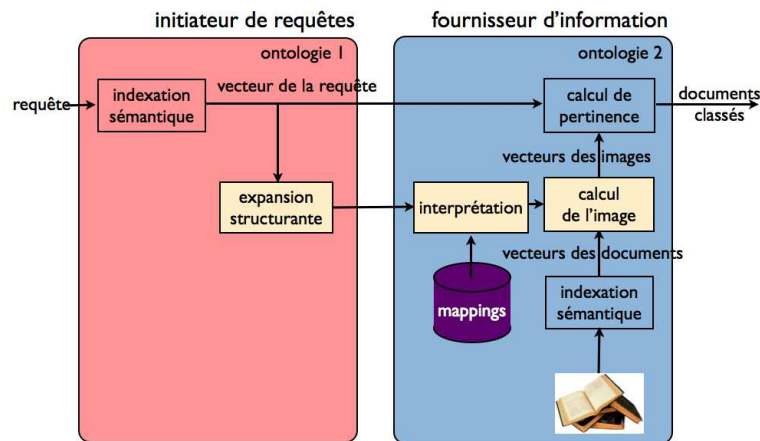 initiateur de requêtes
fournisseur d'information
ontologie 1
ontologie 2
requête
indexation
sémantique
vecteur de la requête
calcul de
pertinence
documents
classés
vecteurs des images
expansion
structurante
interprétation
calcul
de l'image
vecteurs des documents
mappings
indexation
sémantique